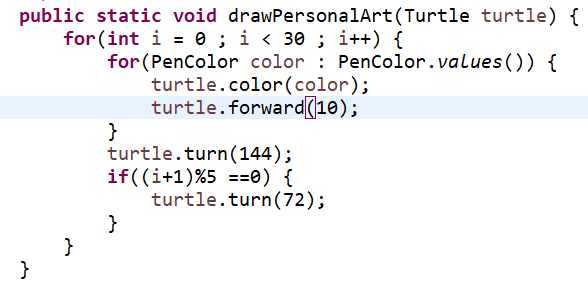 public static void drawPersonalArt(Turtle turtle) {
    for(int i = 0 ; i < 30 ; i++) {
        for(PenColor color : PenColor.values()) {
            turtle.color(color);
            turtle.forward(10);
        }
        turtle.turn(144);
        if((i+1)%5 ==0) {
            turtle.turn(72);
        }
    }
}